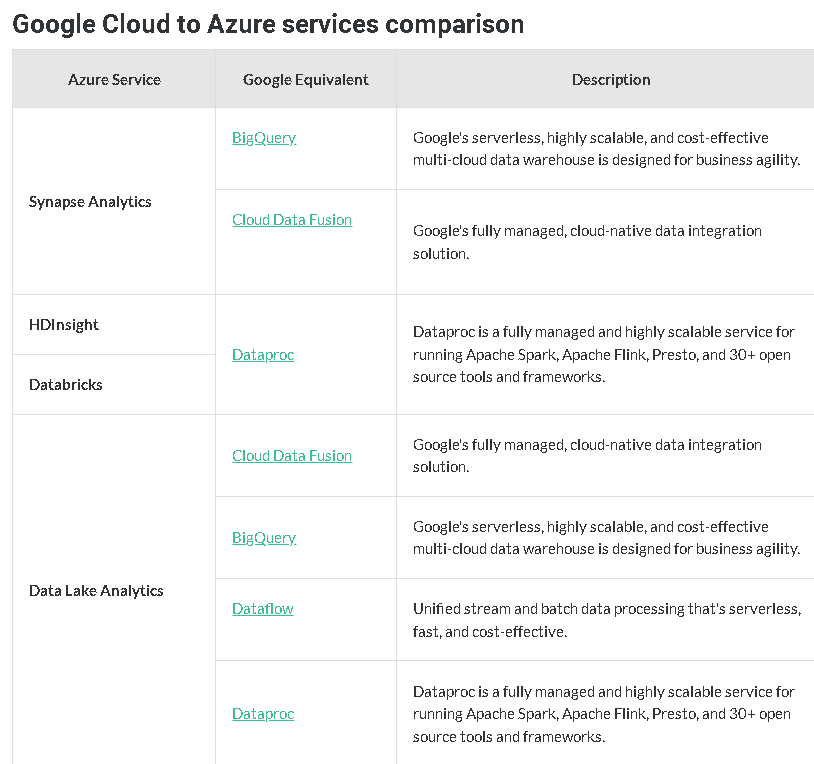 Google Cloud to Azure services comparison
Azure Service
Google Equivalent
Description
Synapse Analytics
BigQuery
Google's serverless, highly scalable, and cost-effective
multi-cloud data warehouse is designed for business agility.
Cloud Data Fusion
Google's fully managed, cloud-native data integration
solution.
HDInsight
Databricks
Dataproc
Dataproc is a fully managed and highly scalable service for
running Apache Spark, Apache Flink, Presto, and 30+ open
source tools and frameworks.
Data Lake Analytics
Cloud Data Fusion
Google's fully managed, cloud-native data integration
solution.
BigQuery
Google's serverless, highly scalable, and cost-effective
multi-cloud data warehouse is designed for business agility.
Dataflow
Unified stream and batch data processing that's serverless,
fast, and cost-effective.
Dataproc
Dataproc is a fully managed and highly scalable service for
running Apache Spark, Apache Flink, Presto, and 30+ open
source tools and frameworks.